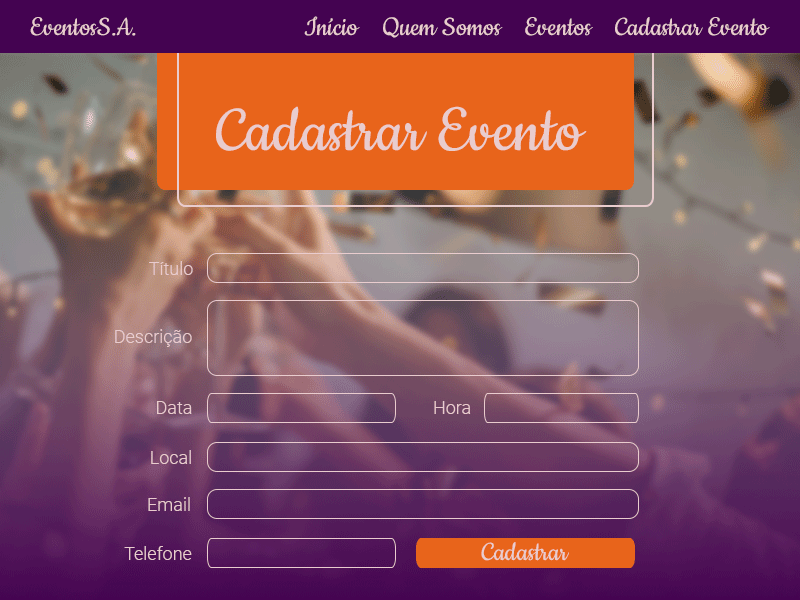 EventosS.A. Início Quem Somos Eventos Cadastrar Evento
Cadastrar Evento
Título
Descrição
Data Hora
Local
Email
Telefone Cadastrar